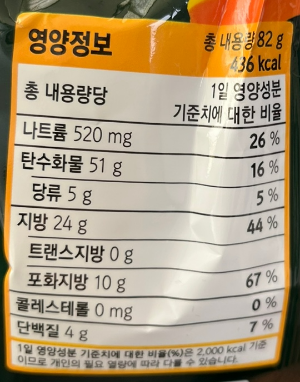 영양정보 총 내용량 82 g
436 kcal
총 내용량당 1일 영양성분
기준치에 대한 비율
나트륨 520 mg 26 %
탄수화물 51 g 16 %
당류 5 g 5 %
지방 24 g 44 %
트랜스지방 0 g
포화지방 10 g 67 %
콜레스테롤 0 mg 0 %
단백질 4 g 7 %
1일 영양성분 기준치에 대한 비율(%)은 2,000 kcal 기준
이므로 개인의 필요 열량에 따라 다를 수 있습니다.